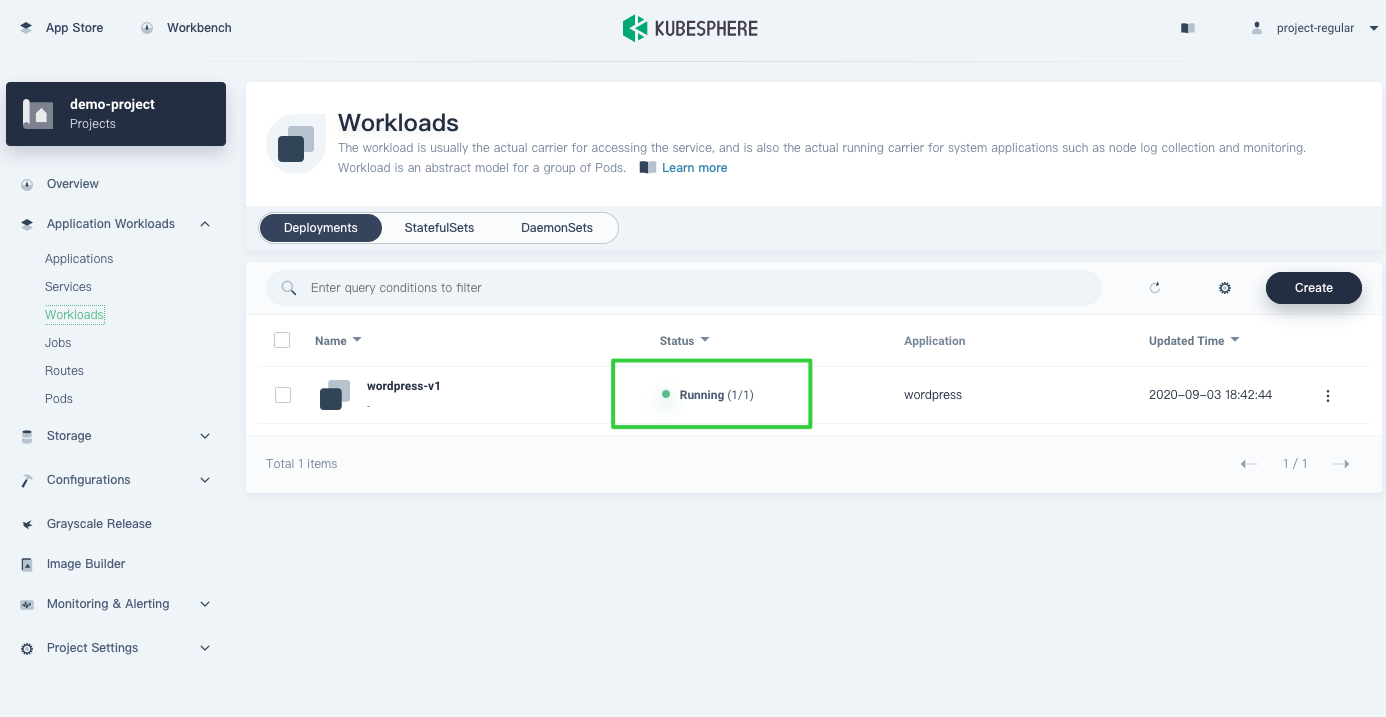 App Store
Workbench
KUBESPHERE
project-regular
demo-project
Projects
Overview
Application Workloads
Applications
Services
Workloads
Jobs
Routes
Pods
Storage
Configurations
Grayscale Release
Image Builder
Monitoring & Alerting
Project Settings
Workloads
The workload is usually the actual carrier for accessing the service, and is also the actual running carrier for system applications such as node log collection and monitoring.
Workload is an abstract model for a group of Pods. Learn more
Deployments StatefulSets DaemonSets
Enter query conditions to filter
Create
Name Status Application Updated Time
wordpress-v1
-
Running (1/1)
wordpress
2020-09-03 18:42:44
Total 1 items
1 / 1